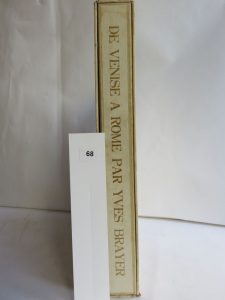 DE VENISE A ROME PAR YVES BRAYER
68